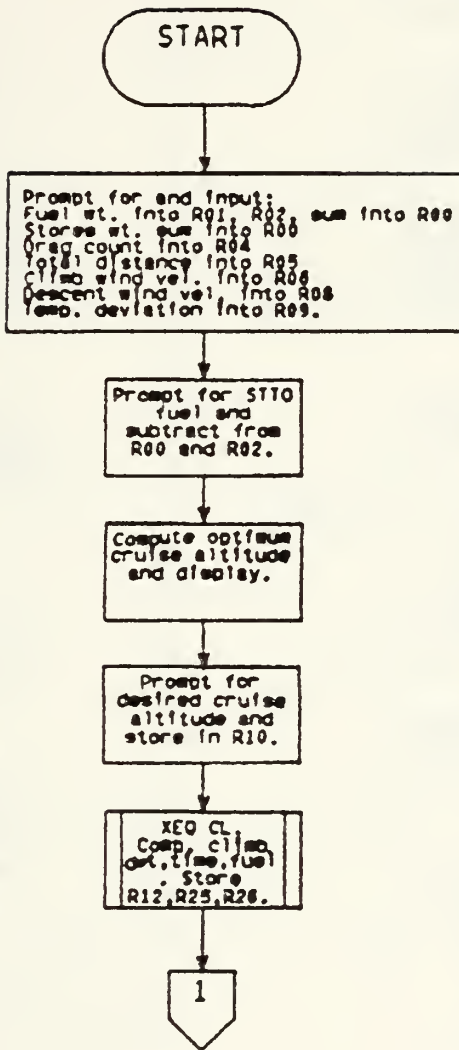 START
Prompt for and input:
Fuel wt. into R01, R02, sum into R00
Stores wt. sum into R00
Drag count into R04
Total distance into R05
Climb wind vel. into R06
Descent wind vel. into R08
Temp. deviation into R09.
Prompt for STTO
fuel and
subtract from
R00 and R02.
Compute optimum
cruise altitude
and display.
Prompt for
desired cruise
altitude and
store in R10.
XEQ CL.
Comp. climb
dst,time,fuel
. Store
R12,R25,R26.
1